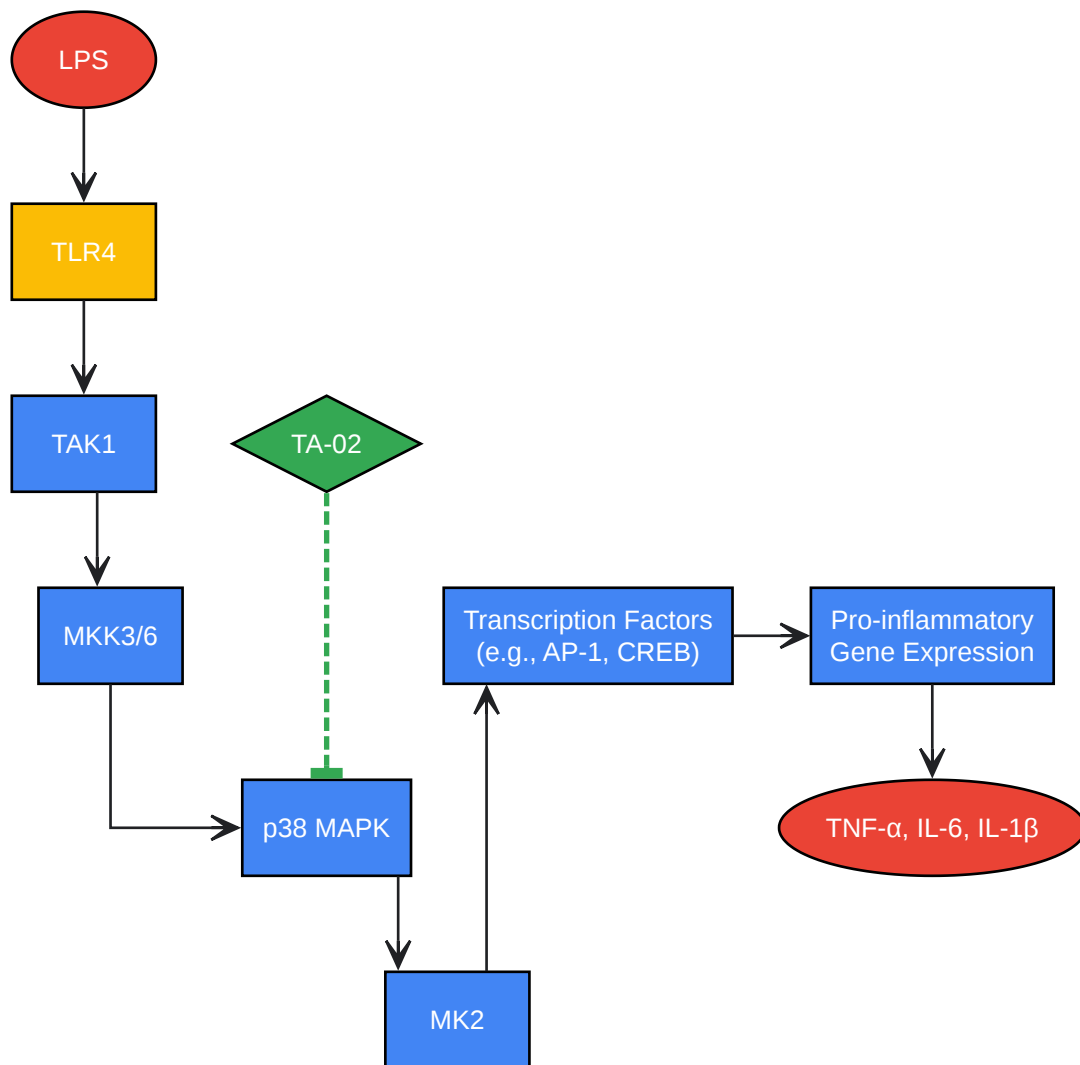 LPS
TLR4
TAK1
TA-02
MKK3/6
Transcription Factors
(e.g., AP-1, CREB)
Pro-inflammatory
Gene Expression
p38 MAPK
TNF-α, IL-6, IL-1β
MK2